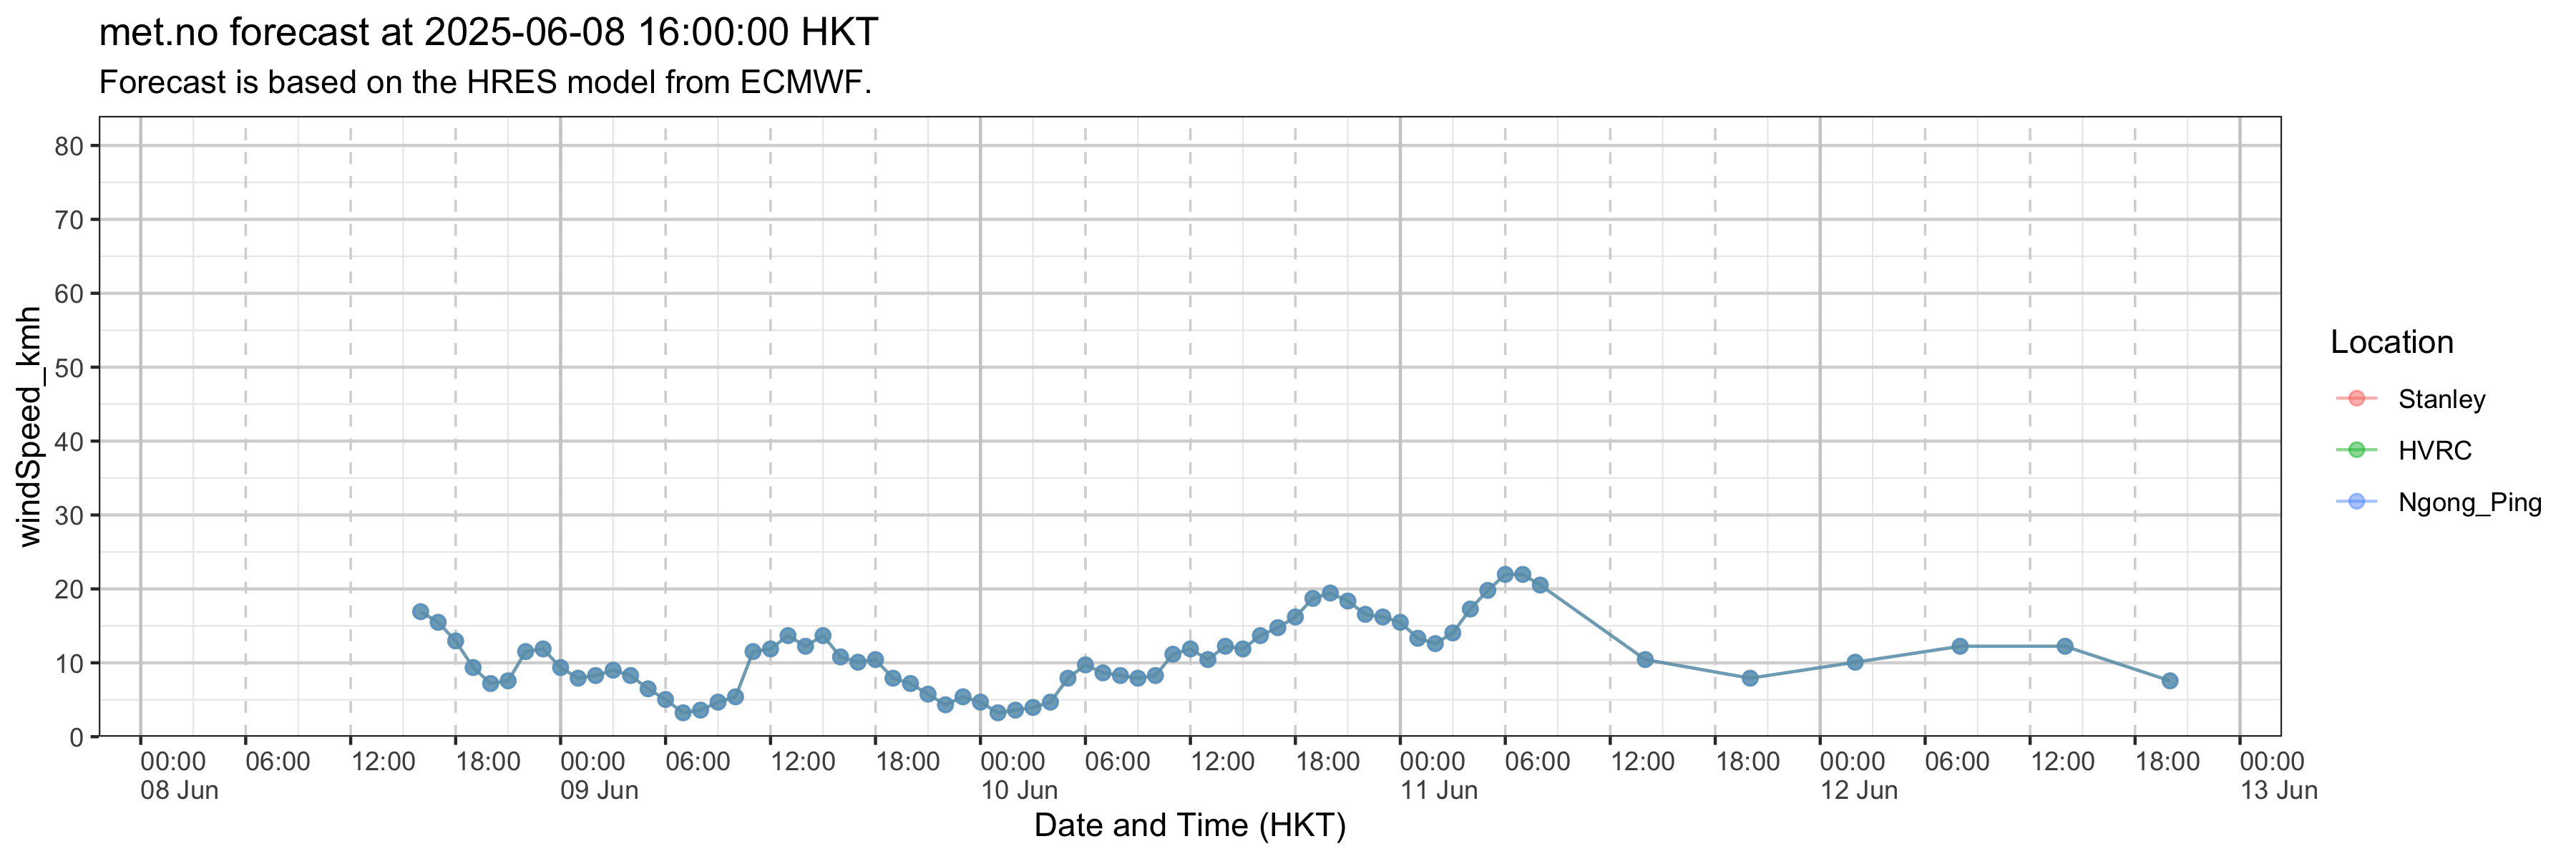 met.no forecast at 2025-06-08 16:00:00 HKT
Forecast is based on the HRES model from ECMWF.
windSpeed_kmh
80
70
60
50
40
30
20
10
0
00:00 06:00 12:00 18:00 00:00 06:00 12:00 18:00 00:00 06:00 12:00 18:00 00:00 06:00 12:00 18:00 00:00 06:00 12:00 18:00 00:00
08 Jun 09 Jun 10 Jun 11 Jun 12 Jun 13 Jun
Date and Time (HKT)
Location
Stanley
HVRC
Ngong_Ping